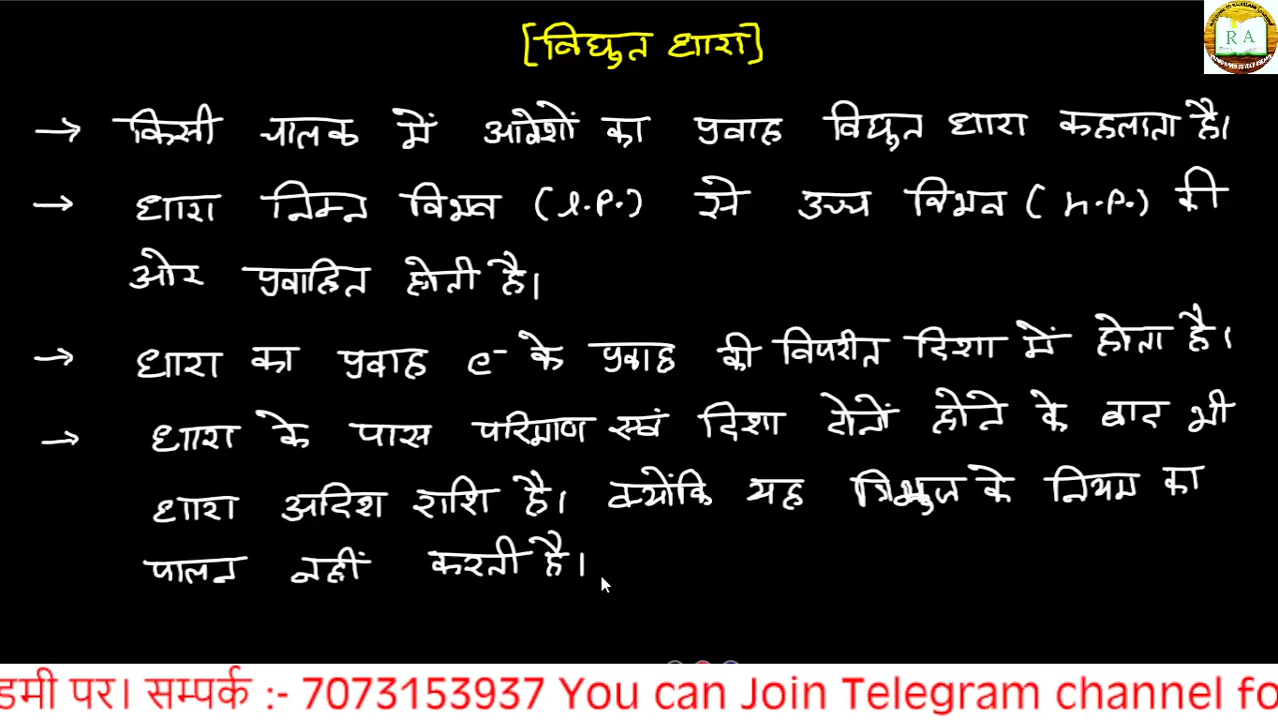 [विद्युत धारा]
R A
→ किसी चालक में आवेशों का प्रवाह विद्युत धारा कहलाता है।
→ धारा निम्न विभव (l.p.) से उच्च विभव (h.p.) की
ओर प्रवाहित होती है।
→ धारा का प्रवाह e⁻ के प्रवाह की विपरीत दिशा में होता है।
→ धारा के पास परिमाण एवं दिशा दोनों होने के बाद भी
धारा अदिश राशि है। क्योंकि यह त्रिभुज के नियम का
पालन नहीं करती है।
डमी पर। सम्पर्क :- 7073153937 You can Join Telegram channel fo